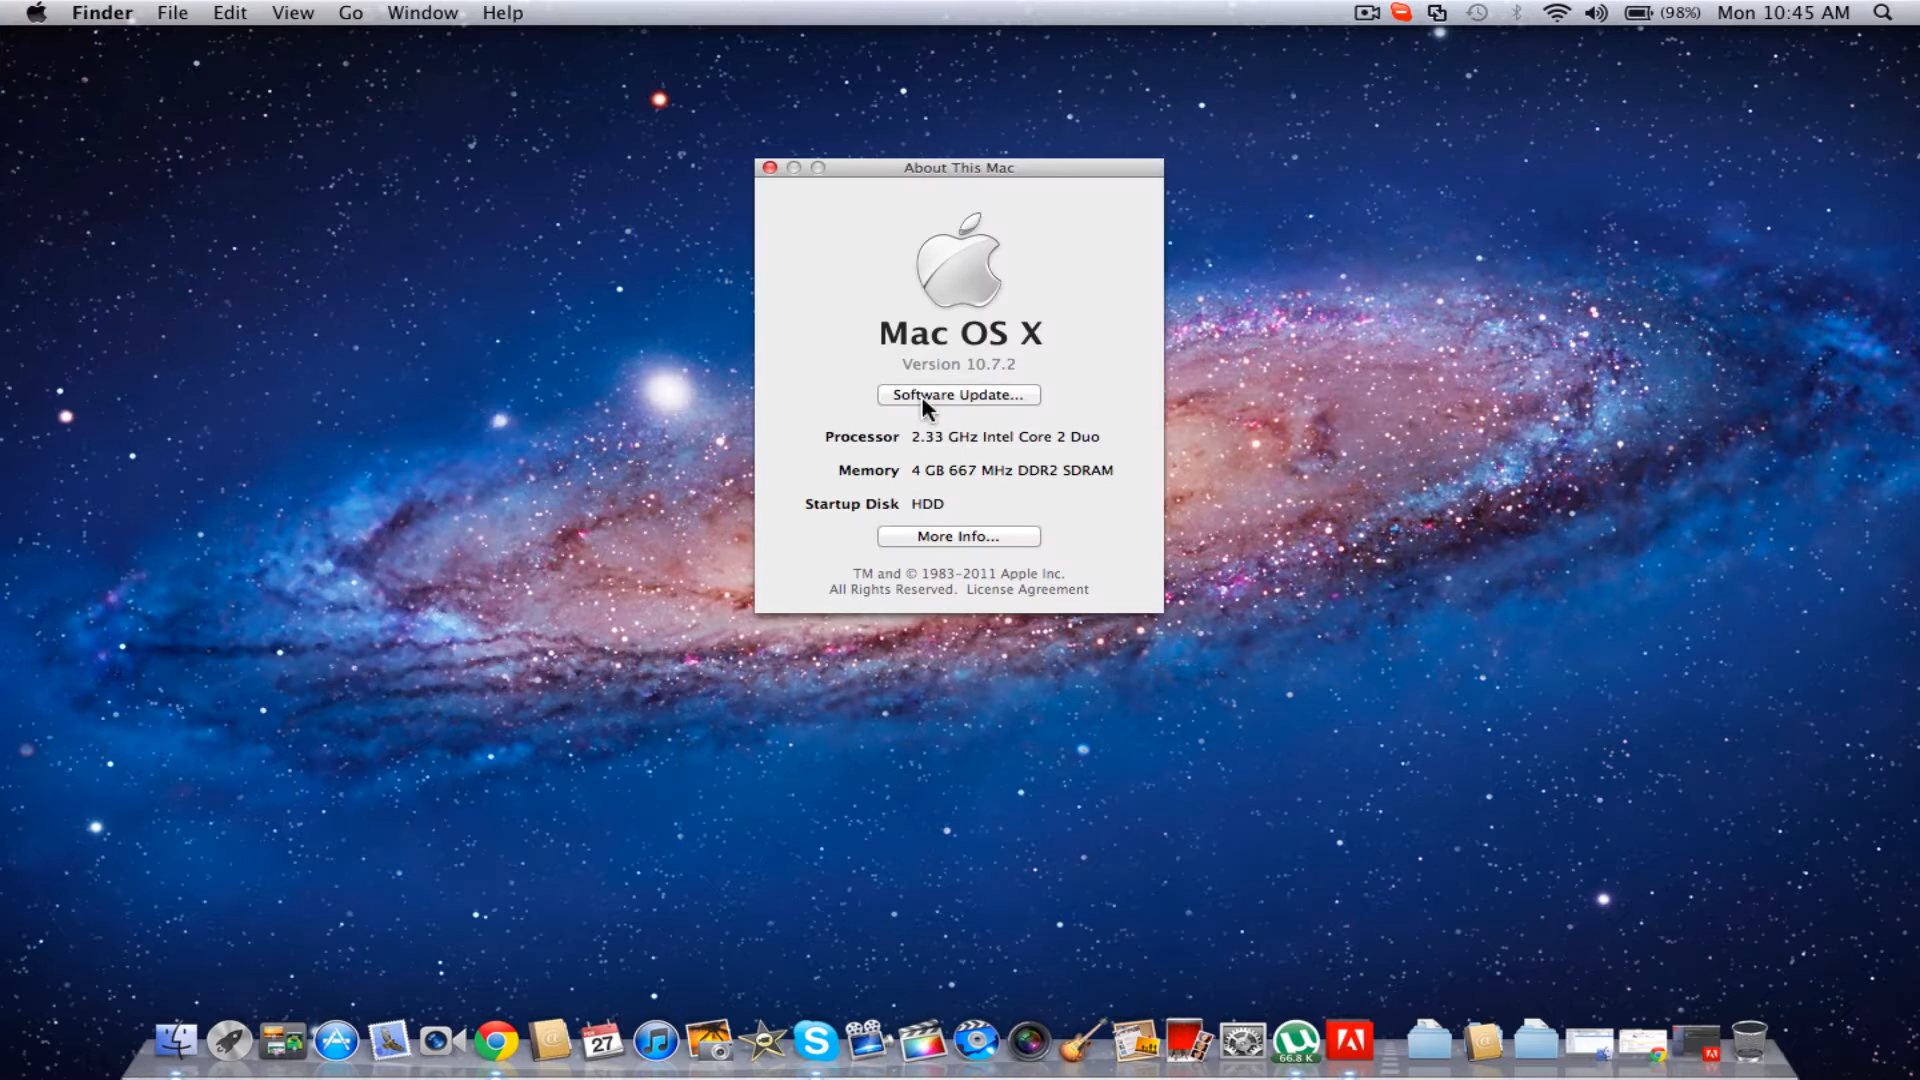 Finder File Edit View Go Window Help (98%) Mon 10:45 AM
About This Mac
Mac OS X
Version 10.7.2
Software Update...
Processor 2.33 GHz Intel Core 2 Duo
Memory 4 GB 667 MHz DDR2 SDRAM
Startup Disk HDD
More Info...
TM and © 1983-2011 Apple Inc.
All Rights Reserved. License Agreement
27
66.8 K